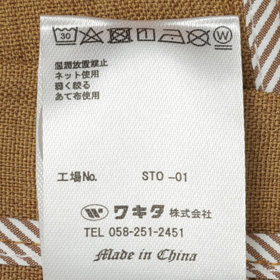 30 P W
湿潤放置禁止
ネット使用
弱く絞る
あて布使用
工場No. STO -01
ワキタ 株式会社
TEL 058-251-2451
Made in China